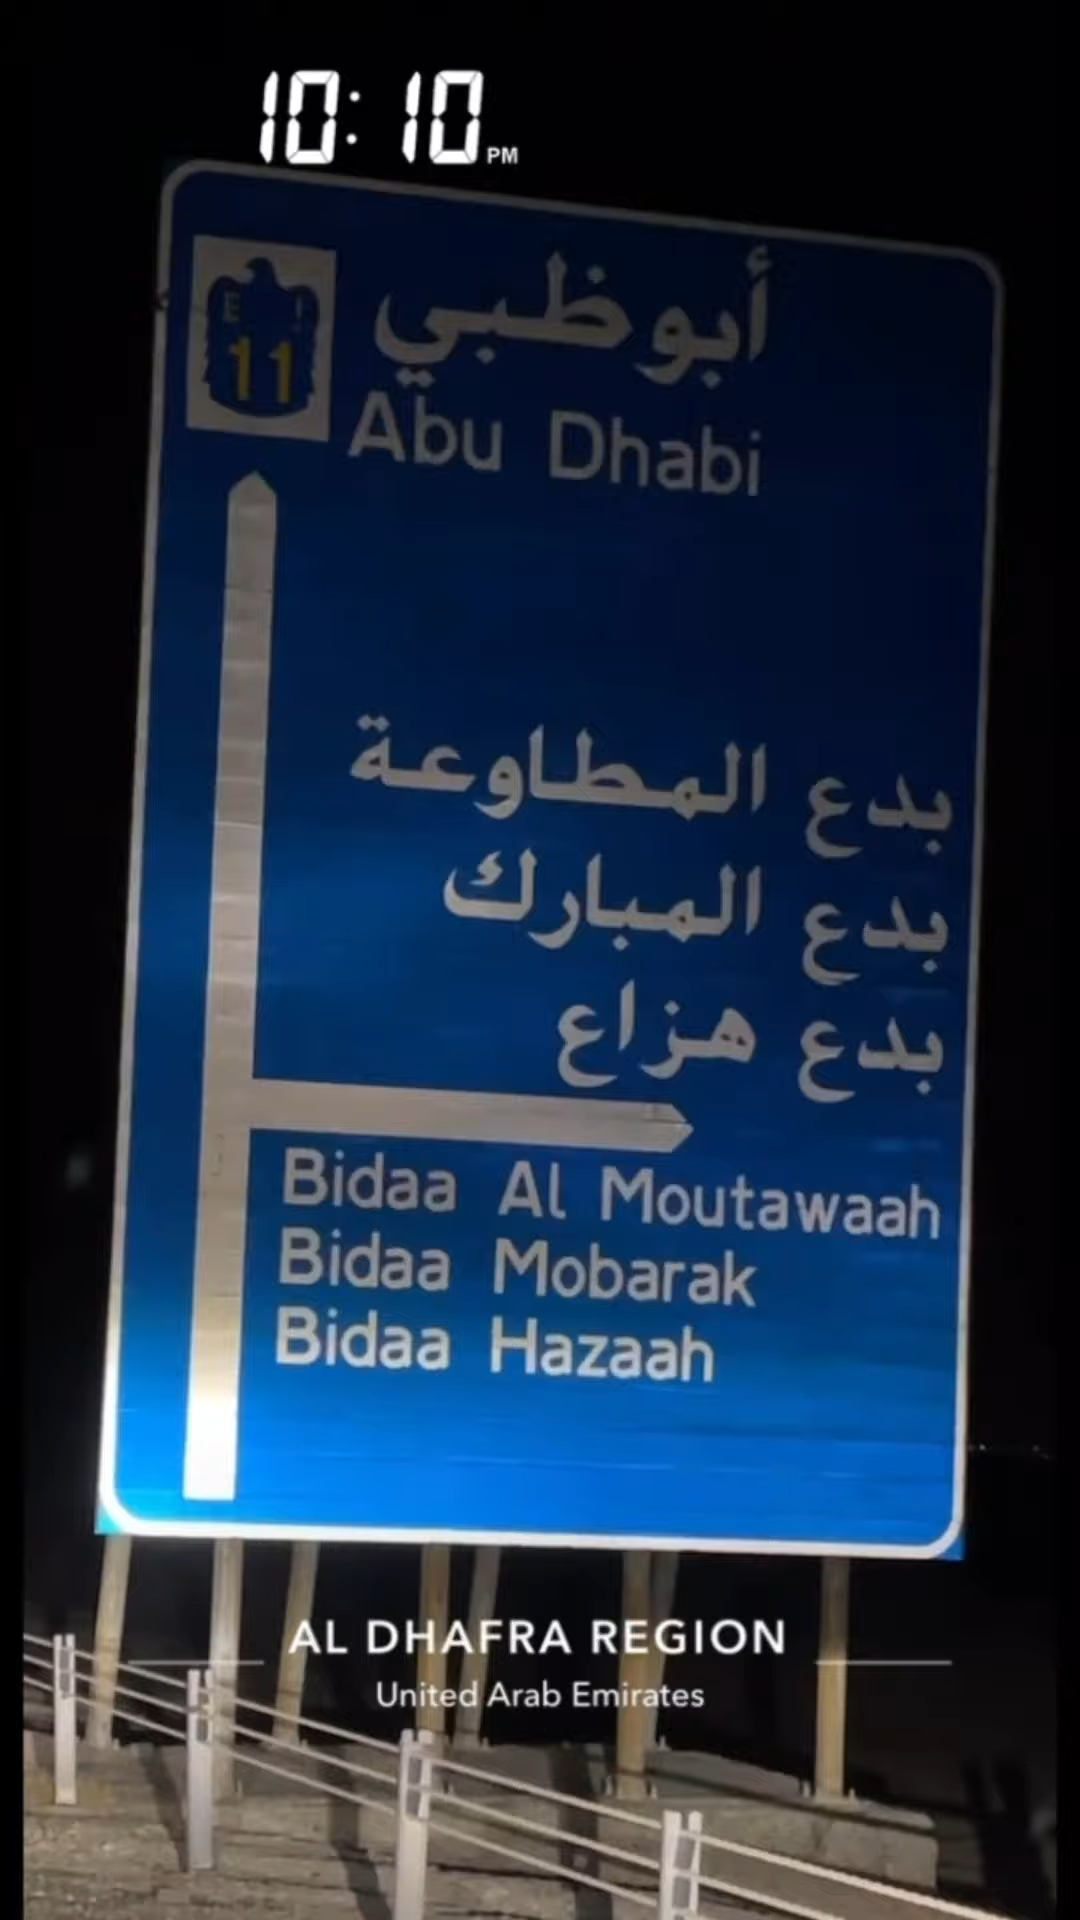 10:10 PM
E 11
أبوظبي
Abu Dhabi
بدع المطاوعة
بدع المبارك
بدع هزاع
Bidaa Al Moutawaah
Bidaa Mobarak
Bidaa Hazaah
AL DHAFRA REGION
United Arab Emirates